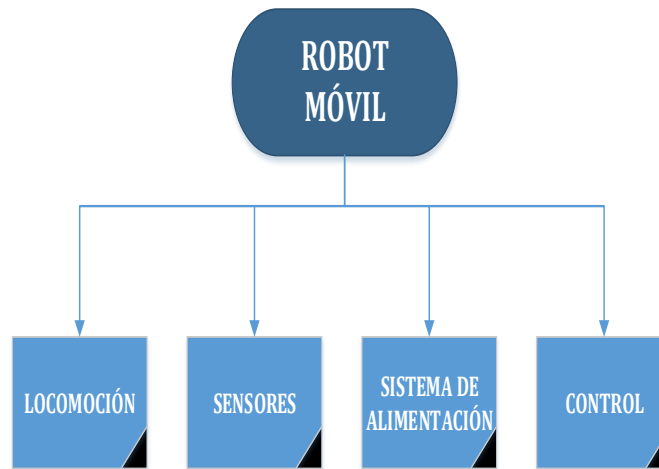 ROBOT
MÓVIL
LOCOMOCIÓN
SENSORES
SISTEMA DE
ALIMENTACIÓN
CONTROL